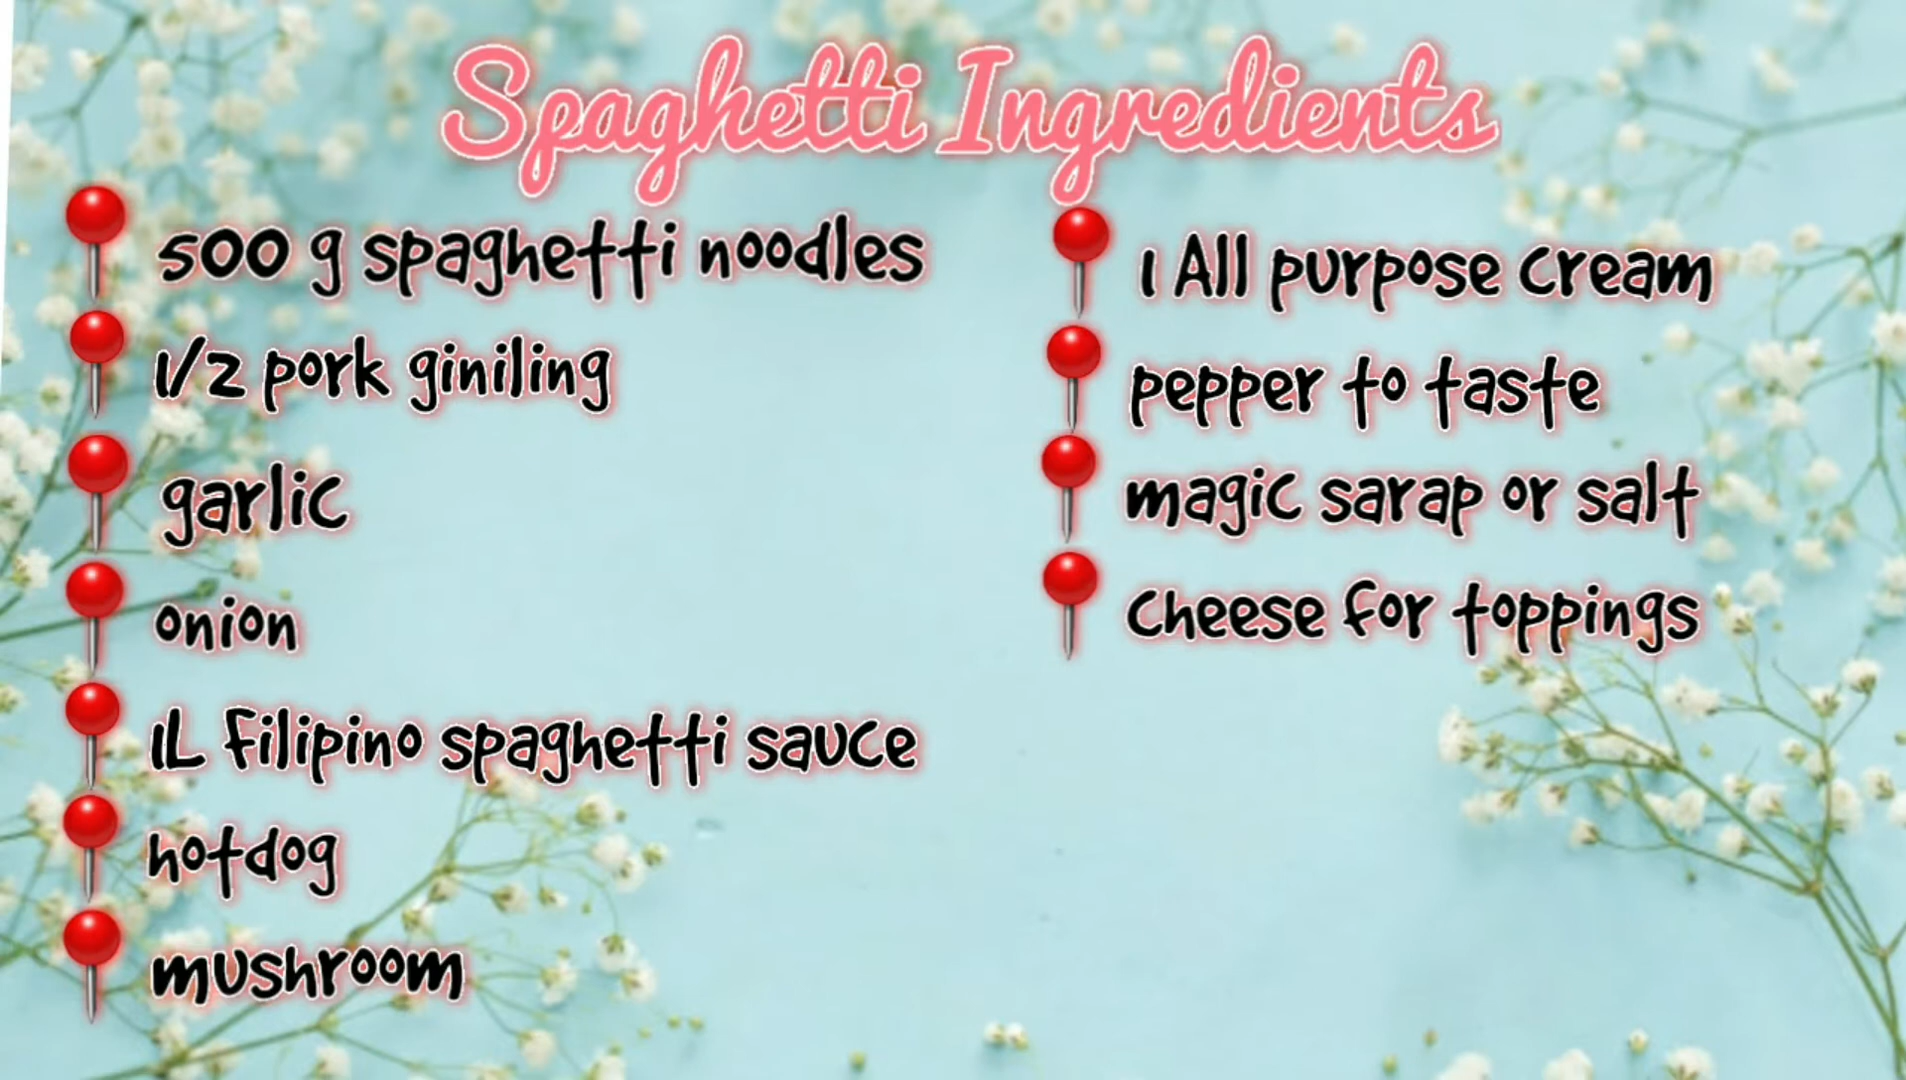 Spaghetti Ingredients
500 g spaghetti noodles
1/2 pork giniling
garlic
onion
1L Filipino spaghetti sauce
hotdog
mushroom
1 All purpose cream
pepper to taste
magic sarap or salt
Cheese for toppings